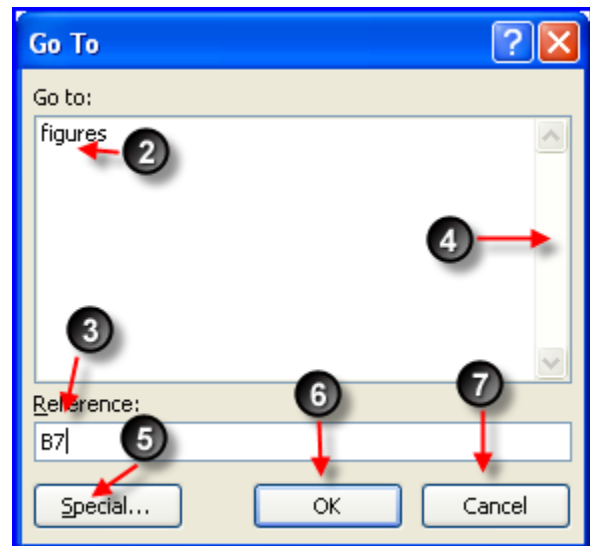 Go To
?
Go to:
figures
2
4
3
Reference:
6
7
B7
5
Special...
OK
Cancel